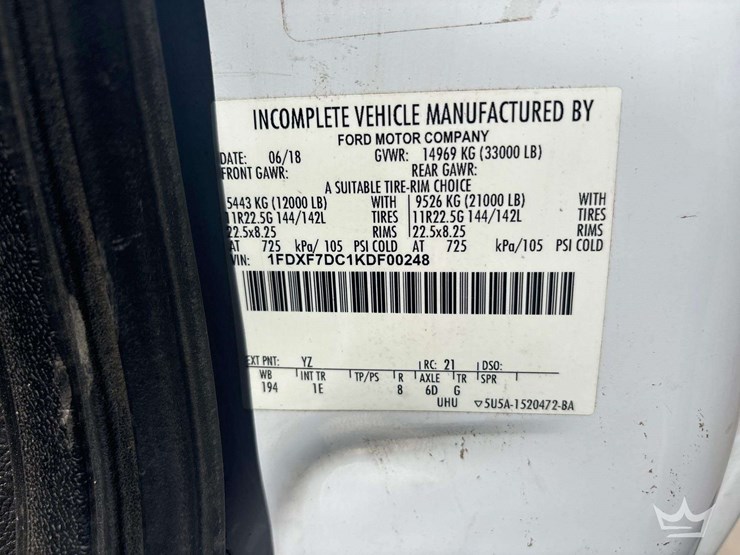 INCOMPLETE VEHICLE MANUFACTURED BY
FORD MOTOR COMPANY
DATE: 06/18 GVWR: 14969 KG (33000 LB)
FRONT GAWR: REAR GAWR:
A SUITABLE TIRE-RIM CHOICE
5443 KG (12000 LB) WITH 9526 KG (21000 LB) WITH
11R22.5G 144/142L TIRES 11R22.5G 144/142L TIRES
22.5x8.25 RIMS 22.5x8.25 RIMS
AT 725 kPa/ 105 PSI COLD AT 725 kPa/105 PSI COLD
VIN: 1FDXF7DC1KDF00248
EXT PNT: YZ RC: 21 DSO:
WB INT TR TP/PS R AXLE TR SPR
194 1E 8 6D G
UHU ▽5U5A-1520472-BA